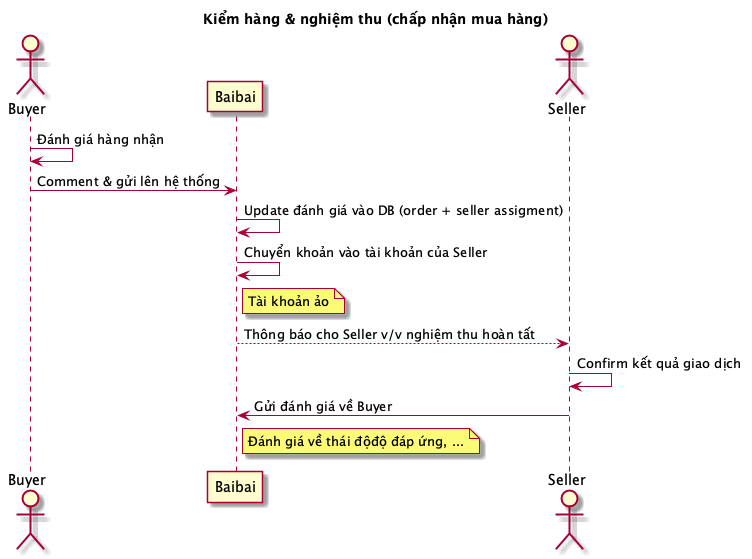 Kiểm hàng & nghiệm thu (chấp nhận mua hàng)
Buyer
Baibai
Seller
Đánh giá hàng nhận
Comment & gửi lên hệ thống
Update đánh giá vào DB (order + seller assigment)
Chuyển khoản vào tài khoản của Seller
Tài khoản ảo
Thông báo cho Seller v/v nghiệm thu hoàn tất
Confirm kết quả giao dịch
Gửi đánh giá về Buyer
Đánh giá về thái độđộ đáp ứng, ...
Buyer
Baibai
Seller